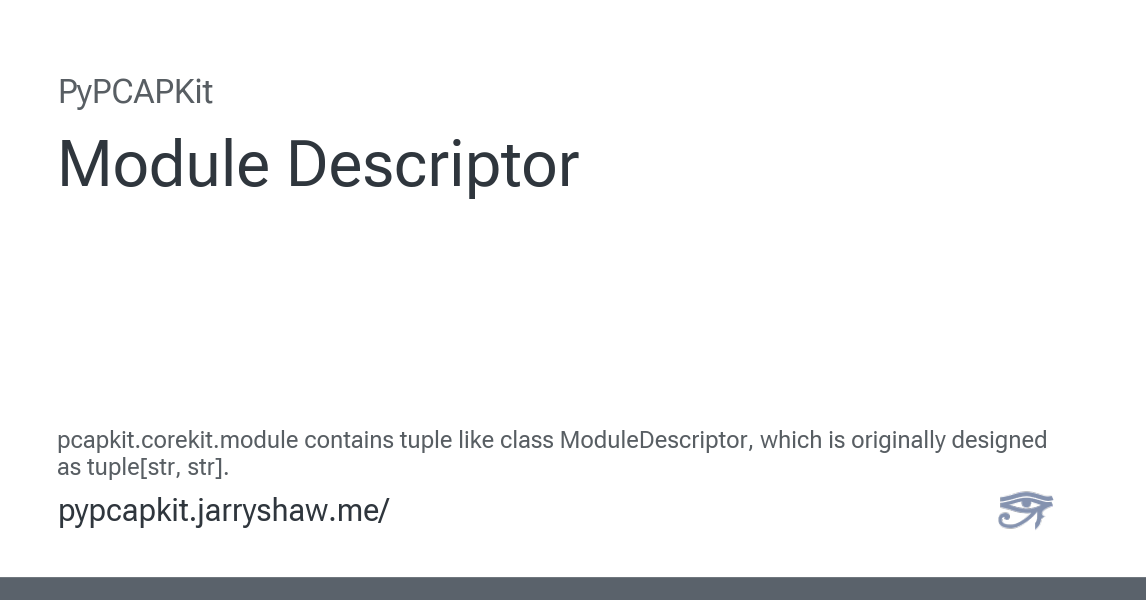 PyPCAPKit
Module Descriptor
pcapkit.corekit.module contains tuple like class ModuleDescriptor, which is originally designed
as tuple[str, str].
pypcapkit.jarryshaw.me/